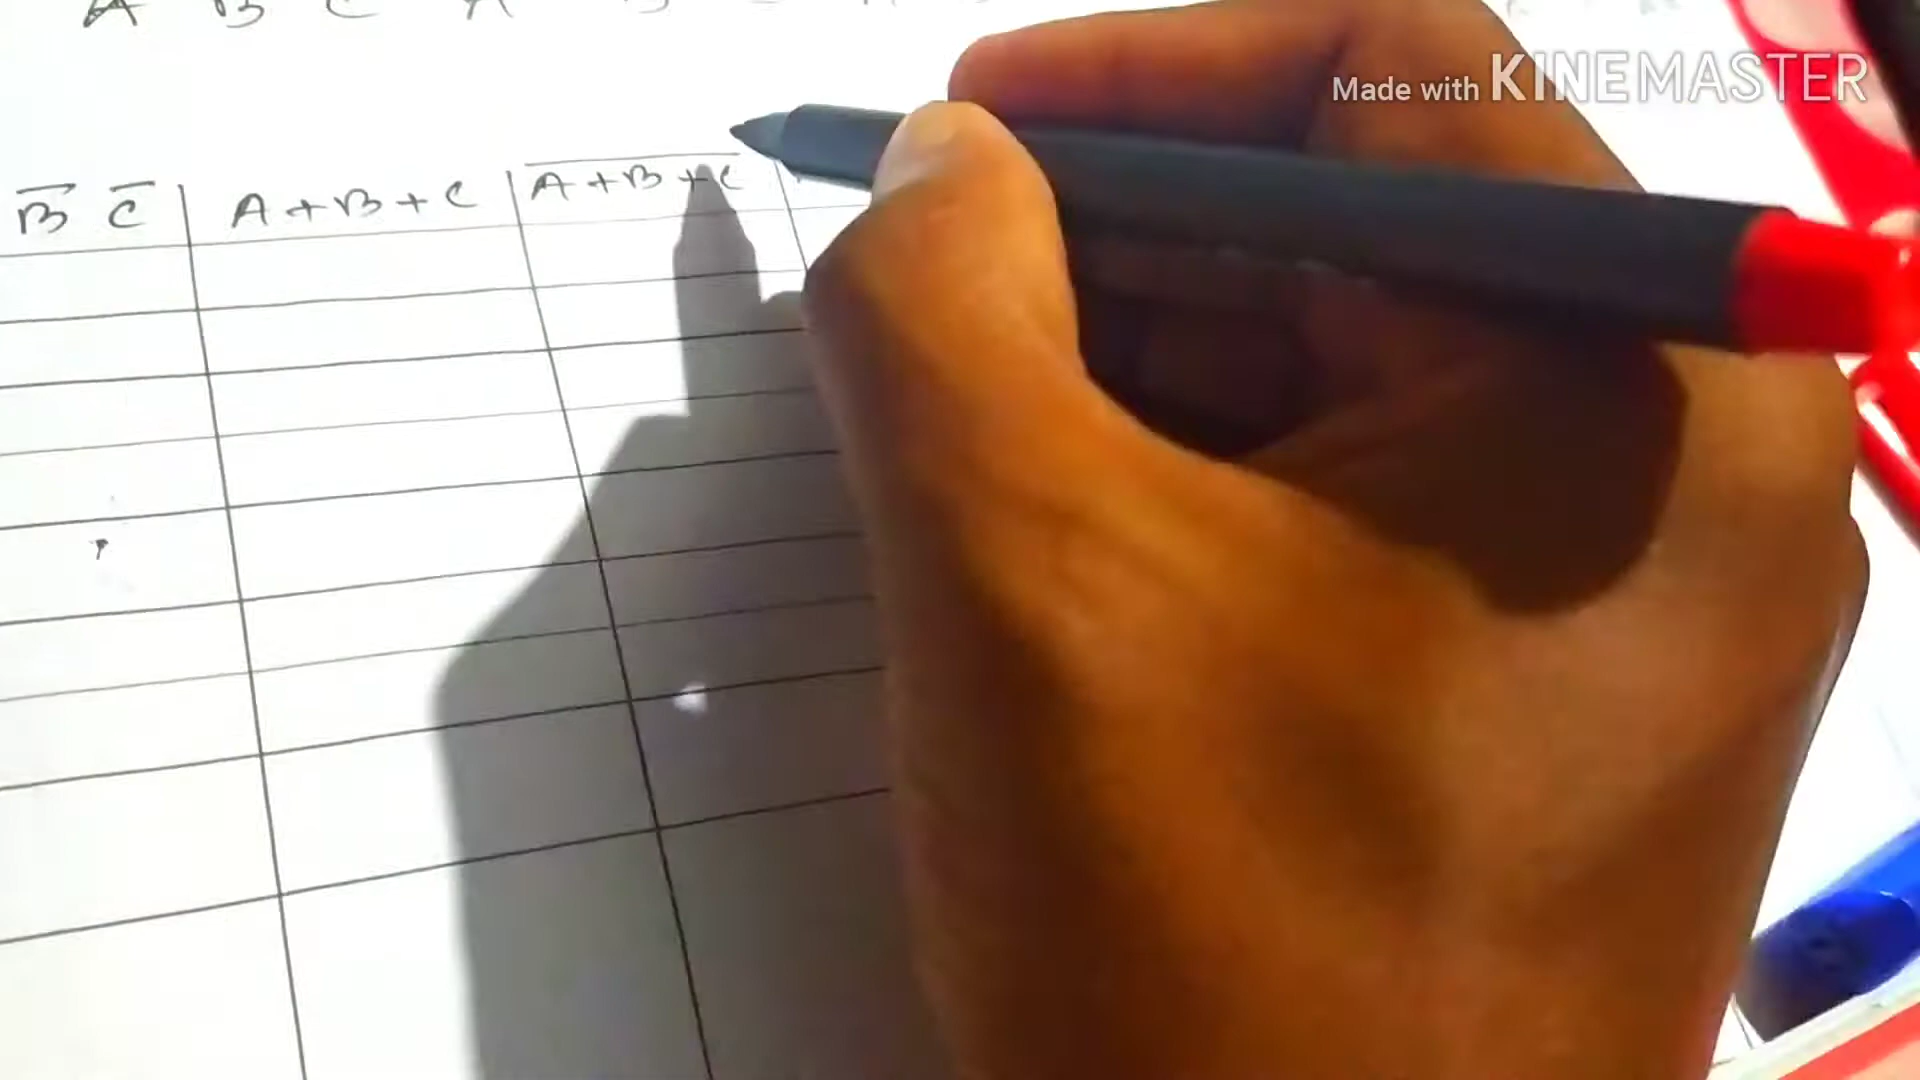 A B C A B
Made with KINEMASTER
B̅ C̅ A+B+C A̅+̅B̅+̅C̅